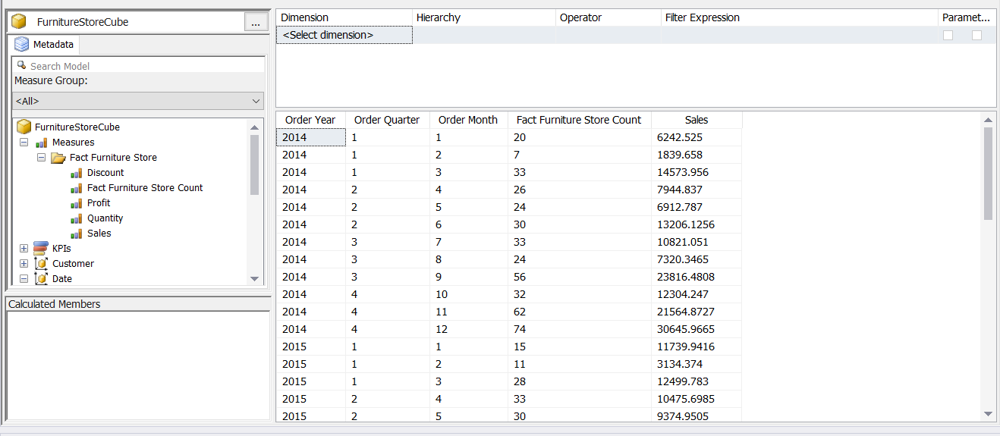 FurnitureStoreCube
...
Metadata
Search Model
Measure Group:
<All>
FurnitureStoreCube
Measures
Fact Furniture Store
Discount
Fact Furniture Store Count
Profit
Quantity
Sales
KPIs
Customer
Date
Calculated Members
Dimension Hierarchy Operator Filter Expression Paramet...
<Select dimension>
Order Year Order Quarter Order Month Fact Furniture Store Count Sales
2014 1 1 20 6242.525
2014 1 2 7 1839.658
2014 1 3 33 14573.956
2014 2 4 26 7944.837
2014 2 5 24 6912.787
2014 2 6 30 13206.1256
2014 3 7 33 10821.051
2014 3 8 24 7320.3465
2014 3 9 56 23816.4808
2014 4 10 32 12304.247
2014 4 11 62 21564.8727
2014 4 12 74 30645.9665
2015 1 1 15 11739.9416
2015 1 2 11 3134.374
2015 1 3 28 12499.783
2015 2 4 33 10475.6985
2015 2 5 30 9374.9505